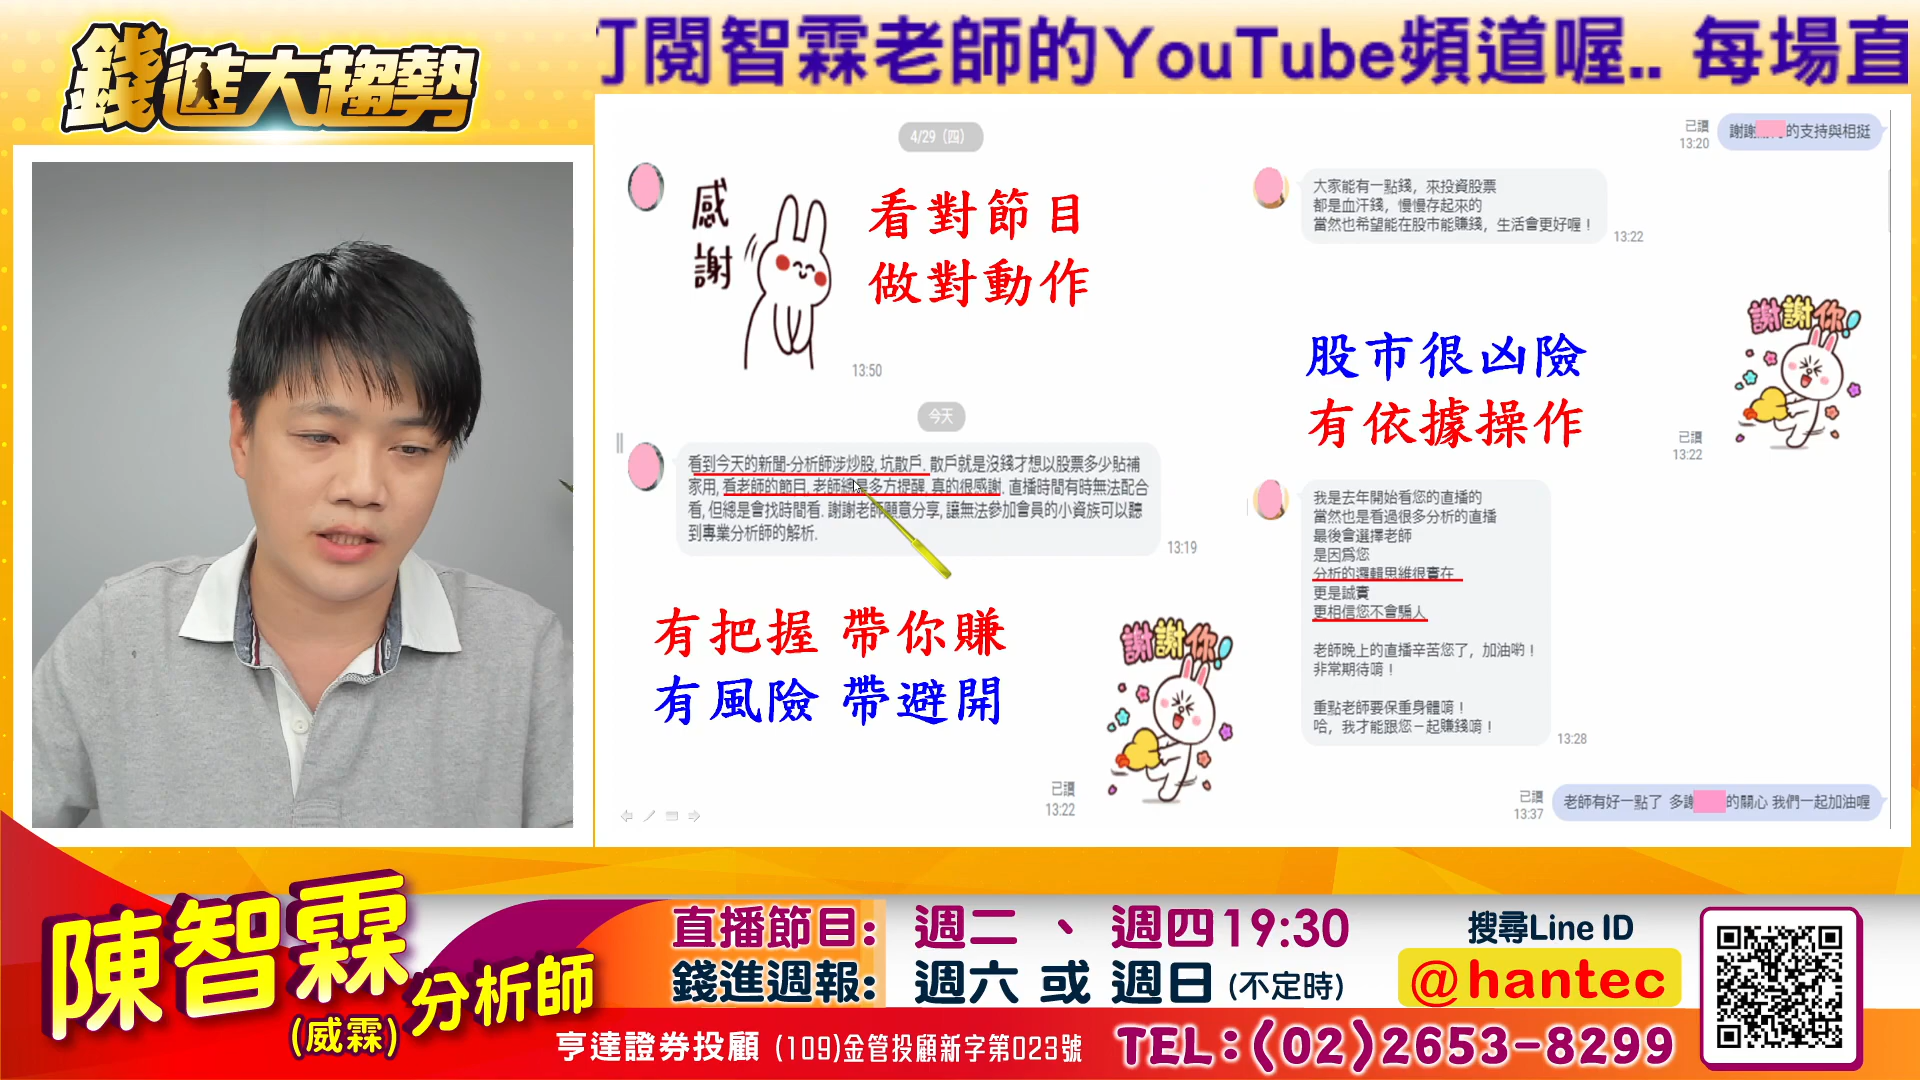 錢進大趨勢
訂閱智霖老師的YouTube頻道喔.. 每場直
4/29 (四)
感謝
看對節目
做對動作
13:50
今天
看到今天的新聞-分析師涉炒股, 坑散戶. 散戶就是沒錢才想以股票多少貼補
家用, 看老師的節目, 老師總是多方提醒, 真的很感謝. 直播時間有時無法配合
看, 但總是會找時間看. 謝謝老師願意分享, 讓無法參加會員的小資族可以聽
到專業分析師的解析.
13:19
有把握 帶你賺
有風險 帶避開
謝謝你!
已讀
13:22
已讀
13:20
謝謝 的支持與相挺
大家能有一點錢，來投資股票
都是血汗錢，慢慢存起來的
當然也希望能在股市能賺錢，生活會更好喔！
13:22
股市很凶險
有依據操作
謝謝你!
已讀
13:22
我是去年開始看您的直播的
當然也是看過很多分析的直播
最後會選擇老師
是因為您
分析的邏輯思維很實在
更是誠實
更相信您不會騙人
老師晚上的直播辛苦您了，加油喲！
非常期待唷！
重點老師要保重身體唷！
哈，我才能跟您一起賺錢唷！
13:28
已讀
13:37
老師有好一點了 多謝 的關心 我們一起加油喔
陳智霖
(威霖)
分析師
直播節目: 週二 、 週四19:30
錢進週報: 週六 或 週日 (不定時)
搜尋Line ID
@hantec
亨達證券投顧 (109)金管投顧新字第023號
TEL:(02)2653-8299